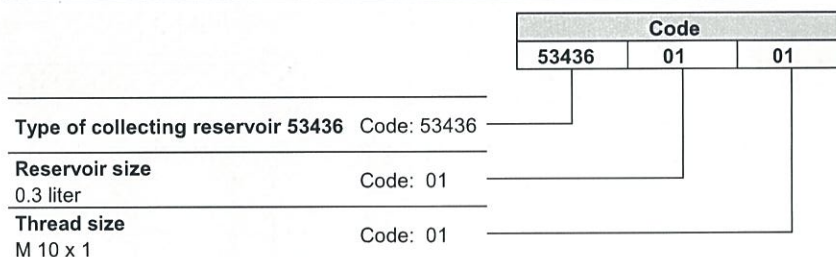 Code
53436 01 01
Type of collecting reservoir 53436 Code: 53436
Reservoir size
0.3 liter
Code: 01
Thread size
M 10 x 1
Code: 01